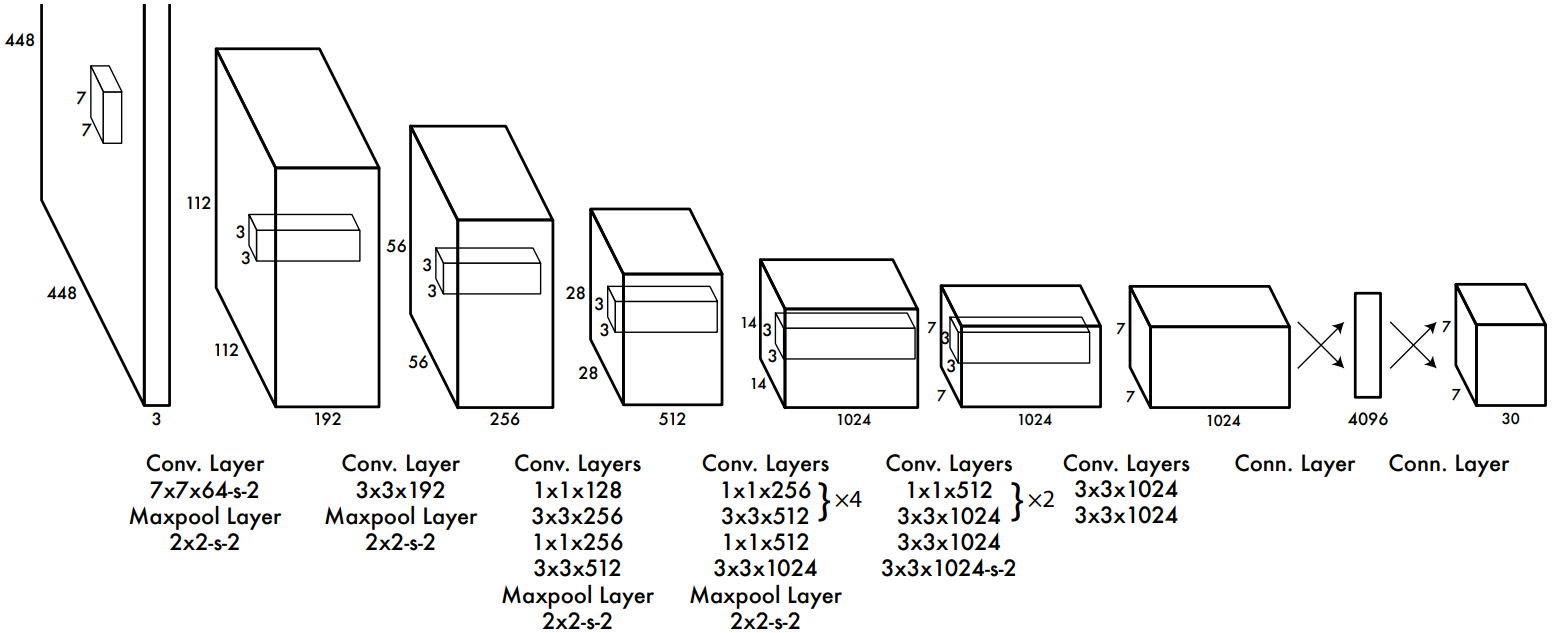 448
7
7
448
3
112
3
3
112
192
56
3
3
56
256
28
3
3
28
512
14
3
3
14
1024
7
3
3
7
1024
7
7
1024
4096
7
7
30
Conv. Layer
7x7x64-s-2
Maxpool Layer
2x2-s-2
Conv. Layer
3x3x192
Maxpool Layer
2x2-s-2
Conv. Layers
1x1x128
3x3x256
1x1x256
3x3x512
Maxpool Layer
2x2-s-2
Conv. Layers
1x1x256
3x3x512
}×4
1x1x512
3x3x1024
Maxpool Layer
2x2-s-2
Conv. Layers
1x1x512
3x3x1024
}×2
3x3x1024
3x3x1024-s-2
Conv. Layers
3x3x1024
3x3x1024
Conn. Layer
Conn. Layer